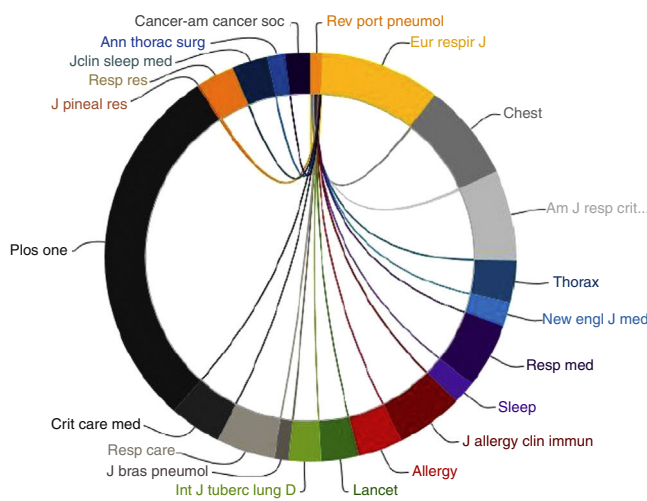 Cancer-am cancer soc
Rev port pneumol
Ann thorac surg
Eur respir J
Jclin sleep med
Resp res
J pineal res
Chest
Am J resp crit...
Plos one
Thorax
New engl J med
Resp med
Sleep
Crit care med
J allergy clin immun
Resp care
J bras pneumol
Allergy
Int J tuberc lung D
Lancet